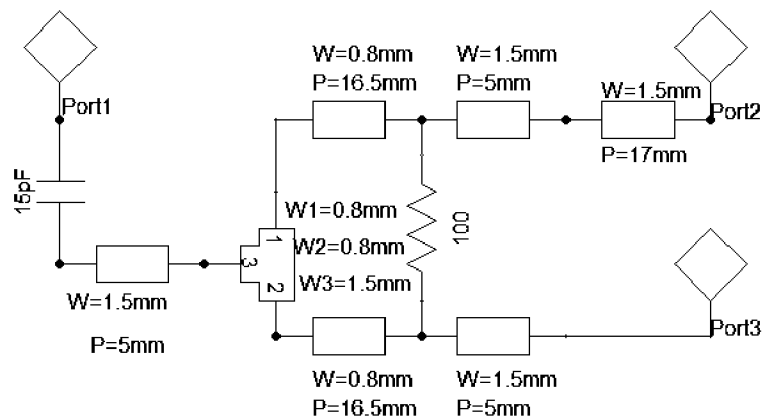 W=0.8mm
P=16.5mm
W=1.5mm
P=5mm
W=1.5mm
P=17mm
Port1
Port2
15pF
1
3
2
W1=0.8mm
W2=0.8mm
W3=1.5mm
100
W=1.5mm
P=5mm
Port3
W=0.8mm
P=16.5mm
W=1.5mm
P=5mm